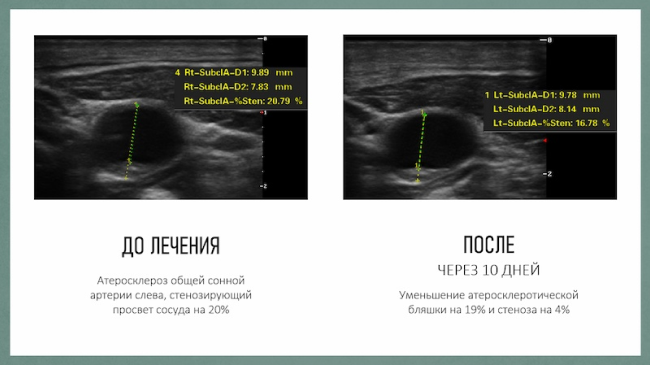 4 Rt-SubclA-D1: 9.89 mm
Rt-SubclA-D2: 7.83 mm
Rt-SubclA-%Sten: 20.79 %
2
0
1 Lt-SubclA-D1: 9.78 mm
Lt-SubclA-D2: 8.14 mm
Lt-SubclA-%Sten: 16.78 %
2
ДО ЛЕЧЕНИЯ
Атеросклероз общей сонной
артерии слева, стенозирующий
просвет сосуда на 20%
ПОСЛЕ
ЧЕРЕЗ 10 ДНЕЙ
Уменьшение атеросклеротической
бляшки на 19% и стеноза на 4%